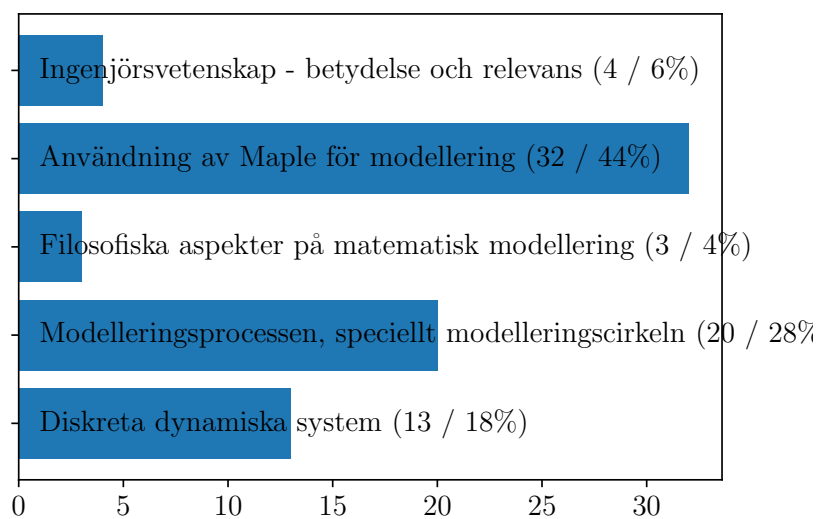 Ingenjörsvetenskap - betydelse och relevans (4 / 6%)
Användning av Maple för modellering (32 / 44%)
Filosofiska aspekter på matematisk modellering (3 / 4%)
Modelleringsprocessen, speciellt modelleringscirkeln (20 / 28%
Diskreta dynamiska system (13 / 18%)
0 5 10 15 20 25 30